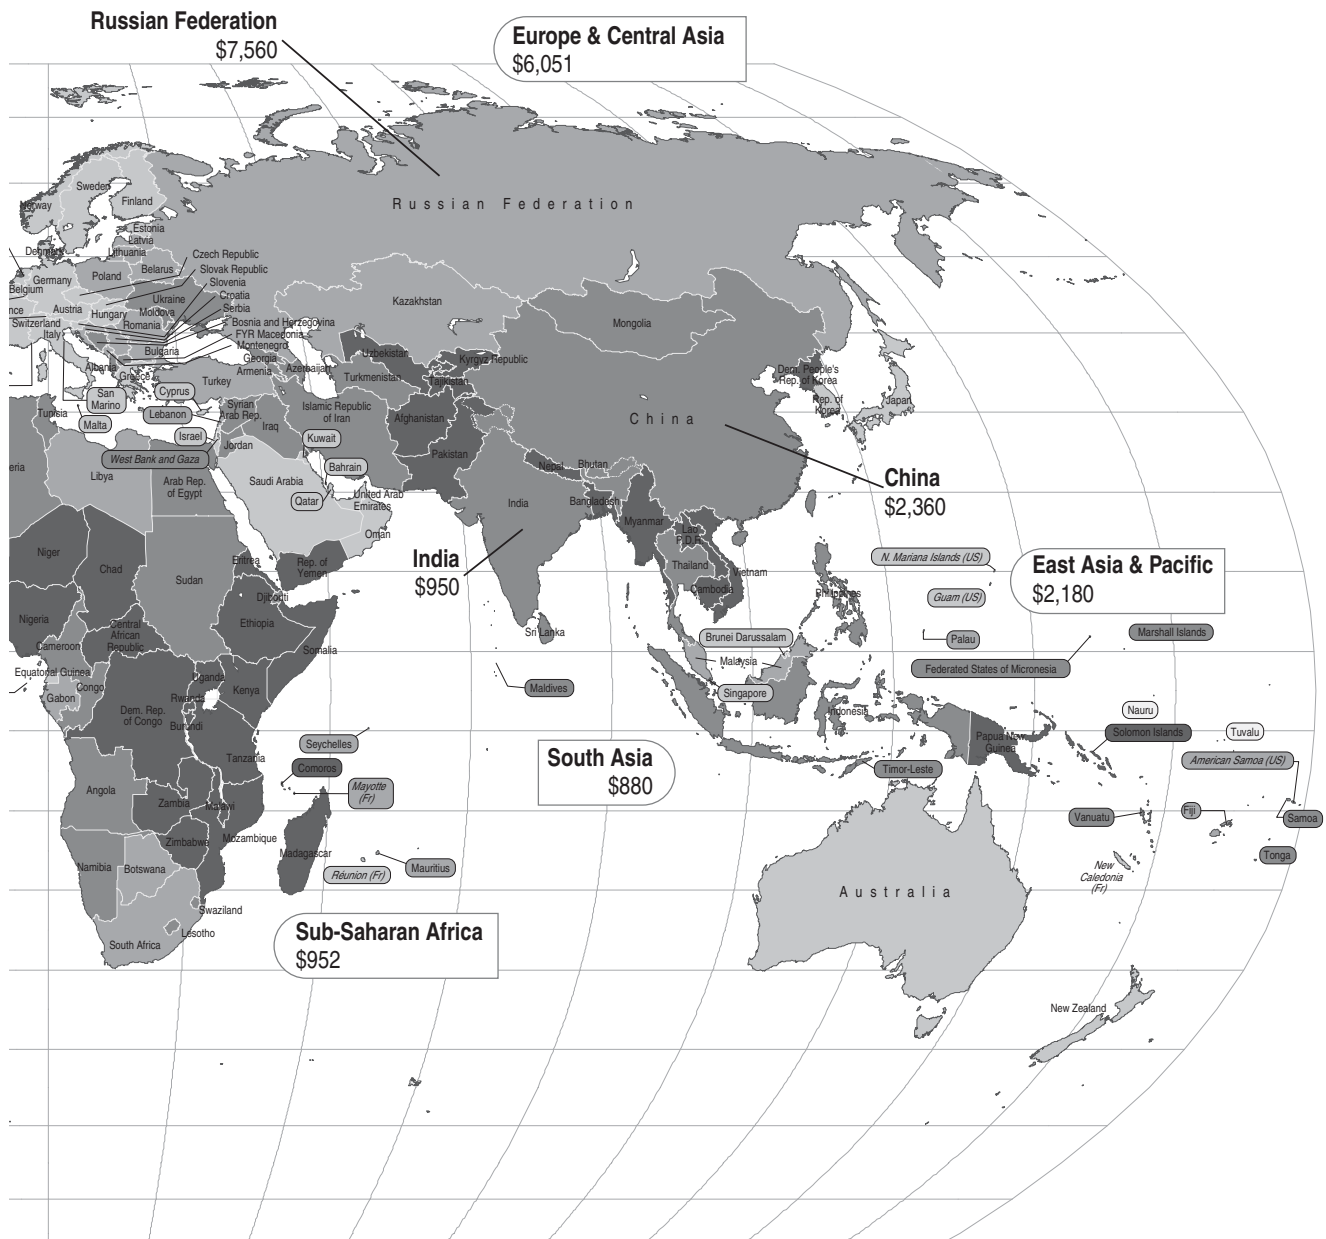 Russian Federation
$7,560
Europe & Central Asia
$6,051
Russian Federation
Sweden
Norway
Finland
Estonia
Latvia
Denmark
Lithuania
Czech Republic
Slovak Republic
Slovenia
Croatia
Serbia
Bosnia and Herzegovina
FYR Macedonia
Montenegro
Germany
Poland
Belarus
Belgium
Ukraine
nce
Austria
Hungary
Moldova
Switzerland
Romania
Italy
Bulgaria
Georgia
Albania
Armenia
Azerbaijan
Greece
Turkey
Kazakhstan
Mongolia
Uzbekistan
Kyrgyz Republic
Turkmenistan
Tajikistan
Dem. People's
Rep. of Korea
Rep. of
Korea
Japan
China
San
Marino
Cyprus
Malta
Lebanon
Tunisia
Syrian
Arab Rep.
Iraq
Islamic Republic
of Iran
Afghanistan
Israel
Kuwait
Jordan
West Bank and Gaza
Pakistan
Bahrain
eria
Libya
Arab Rep.
of Egypt
Saudi Arabia
Qatar
United Arab
Emirates
Oman
Nepal
Bhutan
India
Bangladesh
Myanmar
Lao
P.D.R.
China
$2,360
Niger
Chad
Sudan
Eritrea
Rep. of
Yemen
India
$950
Thailand
Vietnam
Cambodia
Philippines
N. Mariana Islands (US)
Guam (US)
East Asia & Pacific
$2,180
Nigeria
Djibouti
Central
African
Republic
Ethiopia
Cameroon
Somalia
Sri Lanka
Brunei Darussalam
Malaysia
Palau
Marshall Islands
Federated States of Micronesia
Equatorial Guinea
Gabon
Congo
Uganda
Kenya
Rwanda
Dem. Rep.
of Congo
Burundi
Maldives
Singapore
Indonesia
Nauru
Papua New
Guinea
Solomon Islands
Tuvalu
Seychelles
Tanzania
Comoros
South Asia
$880
Timor-Leste
American Samoa (US)
Angola
Zambia
Malawi
Mayotte
(Fr)
Vanuatu
Fiji
Samoa
Zimbabwe
Mozambique
Madagascar
Tonga
Namibia
Botswana
Réunion (Fr)
Mauritius
New
Caledonia
(Fr)
Australia
Swaziland
South Africa
Lesotho
Sub-Saharan Africa
$952
New Zealand